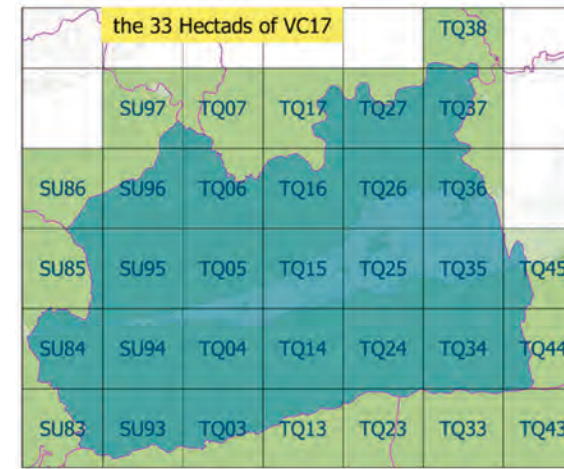 the 33 Hectads of VC17
TQ38
SU97 TQ07 TQ17 TQ27 TQ37
SU86 SU96 TQ06 TQ16 TQ26 TQ36
SU85 SU95 TQ05 TQ15 TQ25 TQ35 TQ45
SU84 SU94 TQ04 TQ14 TQ24 TQ34 TQ44
SU83 SU93 TQ03 TQ13 TQ23 TQ33 TQ43